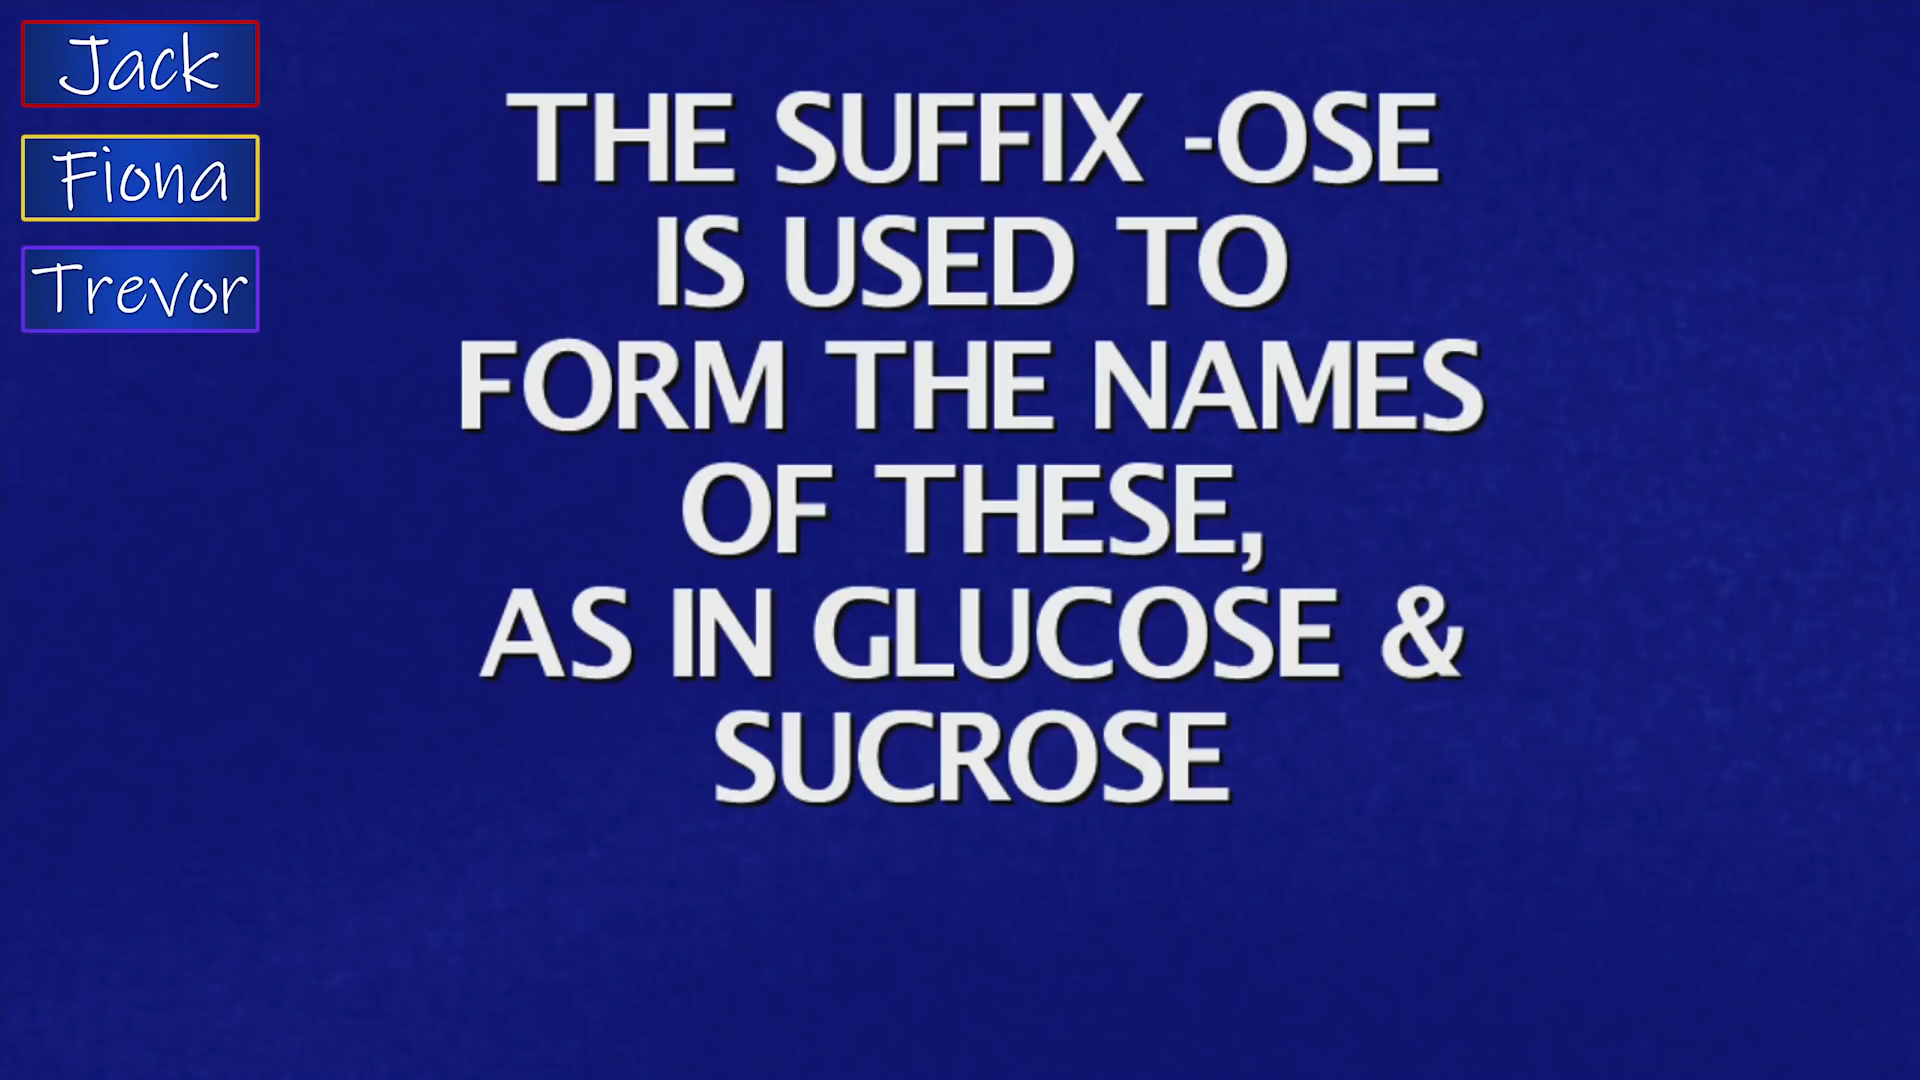 Jack
Fiona
Trevor
THE SUFFIX -OSE
IS USED TO
FORM THE NAMES
OF THESE,
AS IN GLUCOSE &
SUCROSE